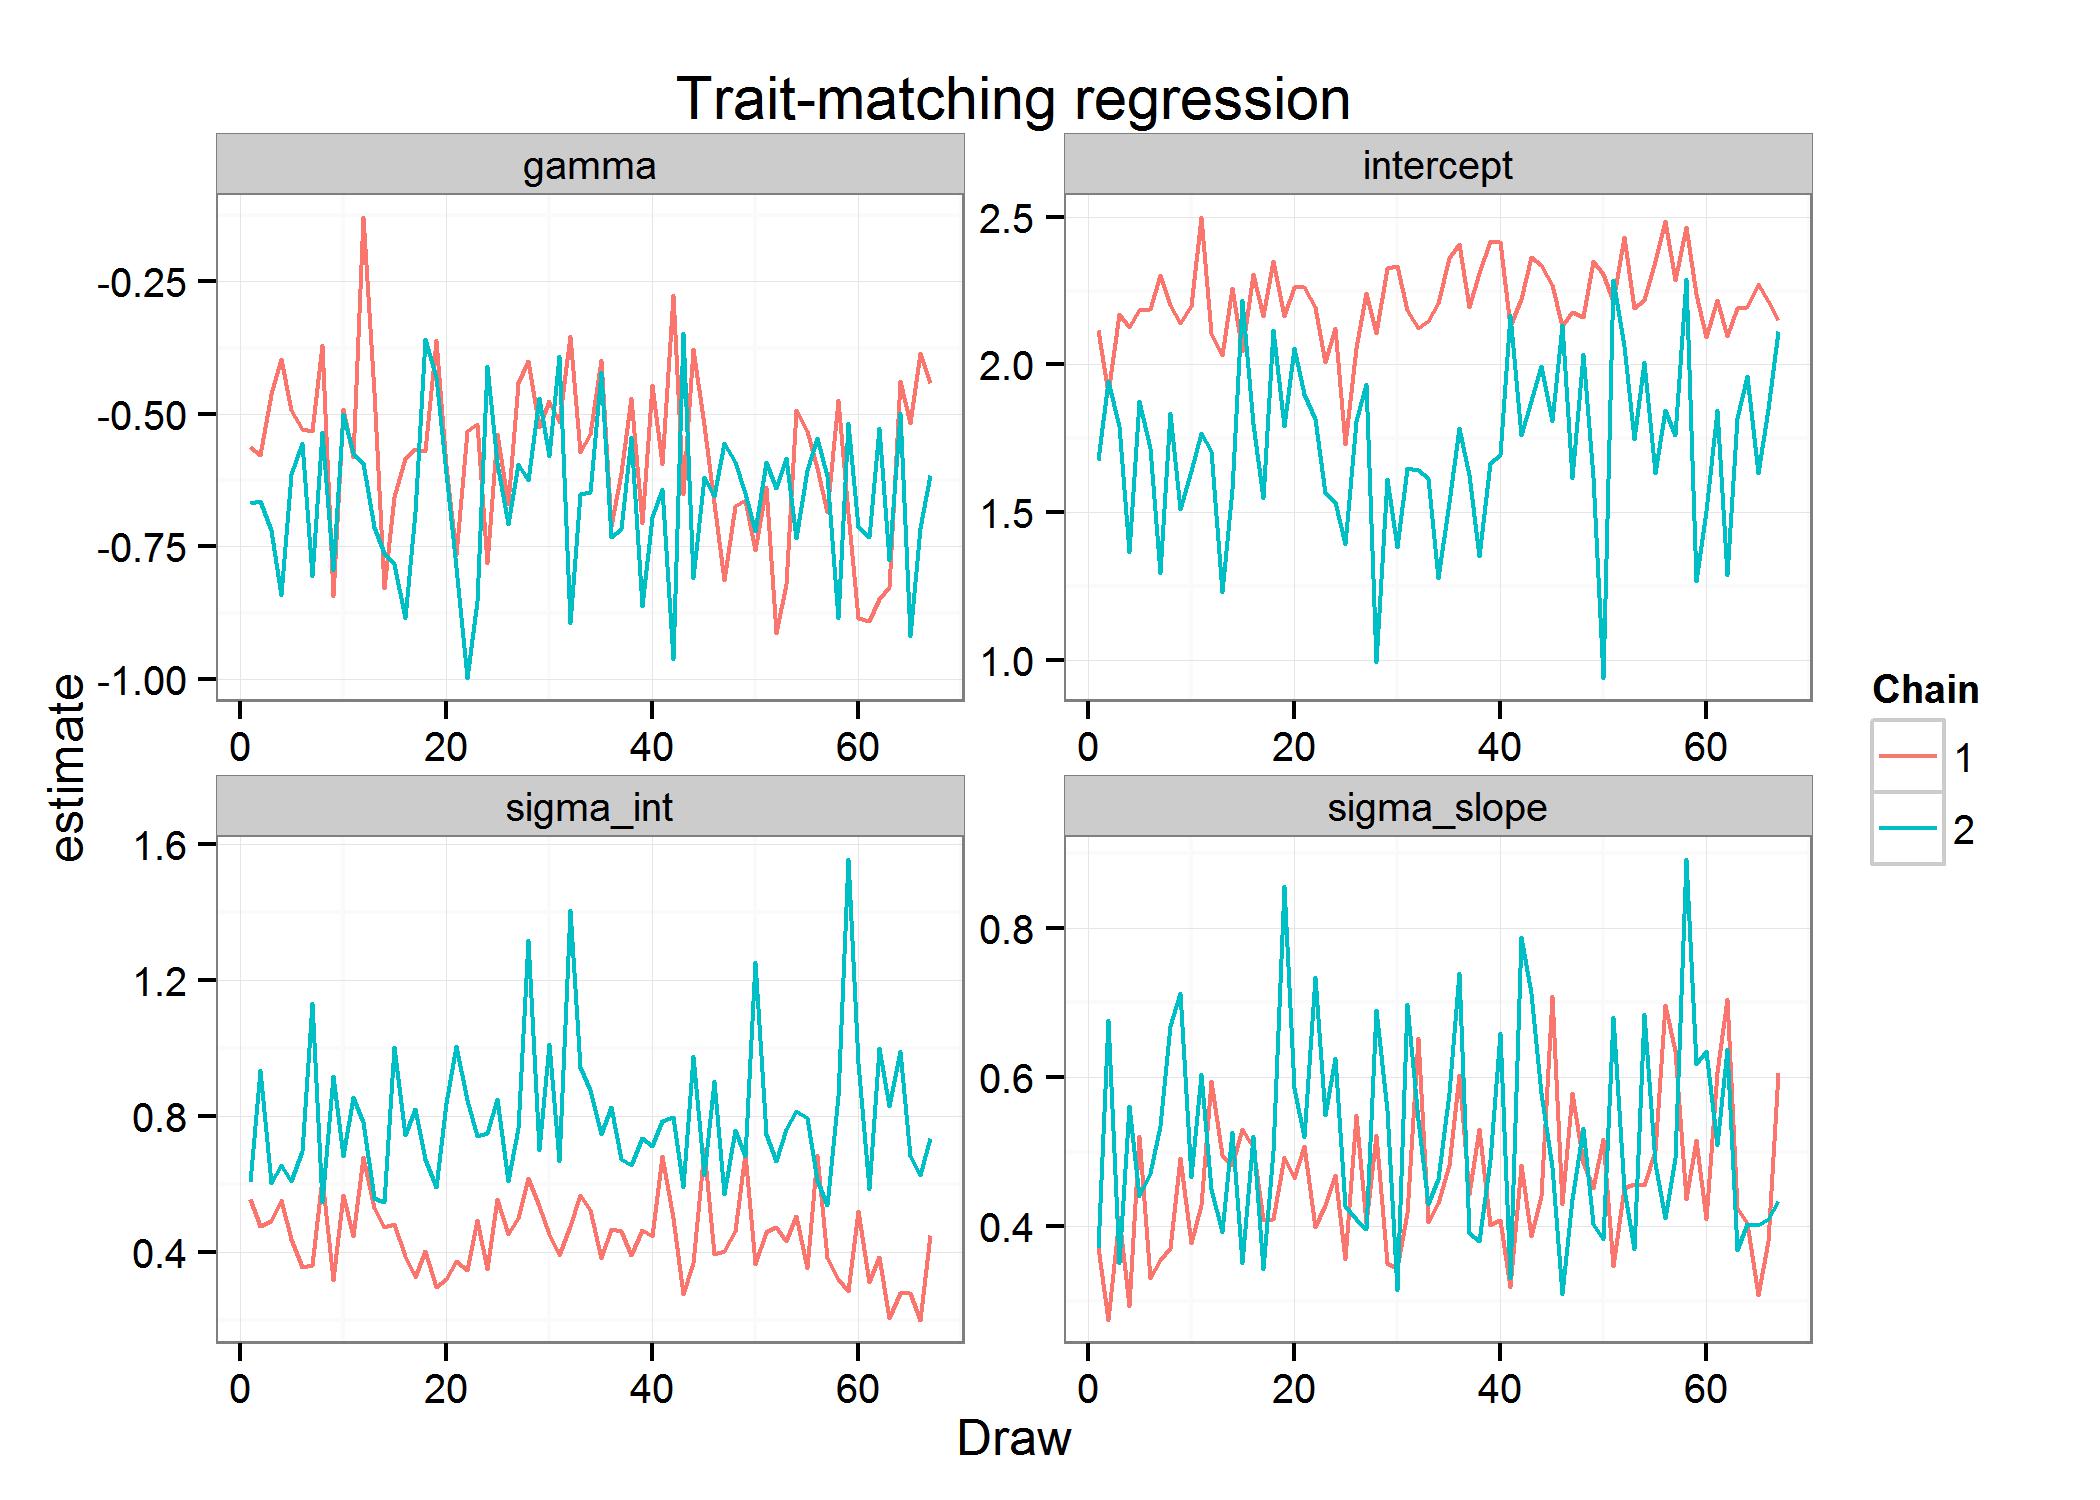 Trait-matching regression
gamma
intercept
-0.25
-0.50
-0.75
-1.00
2.5
2.0
1.5
1.0
0 20 40 60
0 20 40 60
sigma_int
sigma_slope
1.6
1.2
0.8
0.4
0.8
0.6
0.4
0 20 40 60
0 20 40 60
estimate
Draw
Chain
1
2